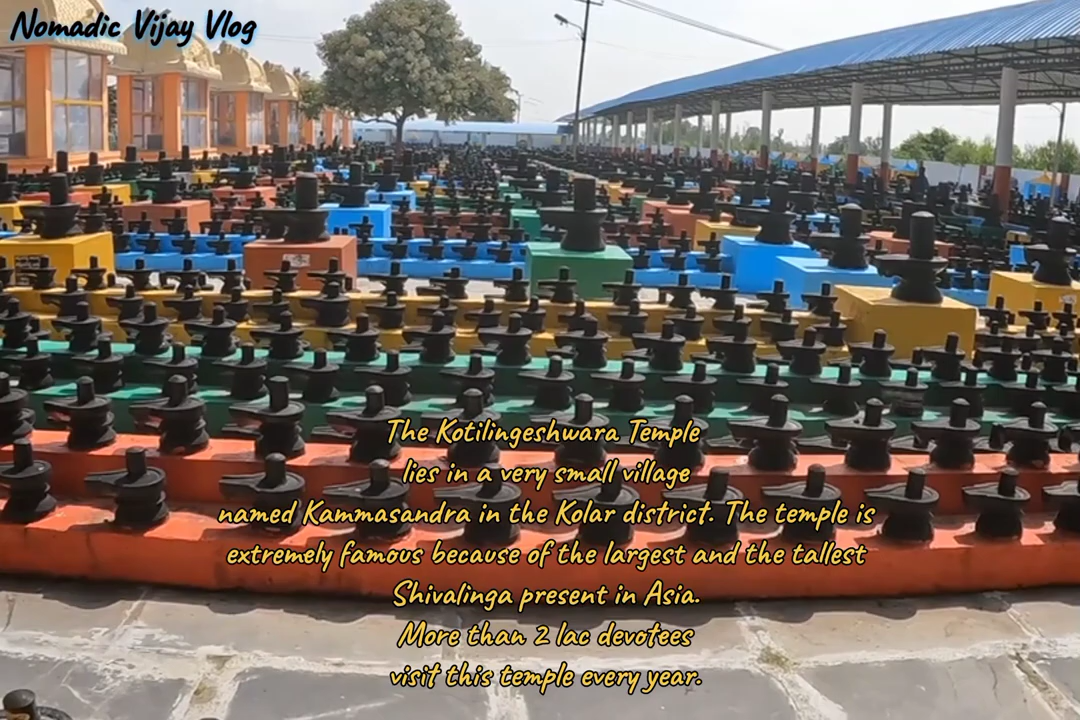 Nomadic Vijay Vlog
The Kotilingeshwara Temple
lies in a very small village
named Kammasandra in the Kolar district. The temple is
extremely famous because of the largest and the tallest
Shivalinga present in Asia.
More than 2 lac devotees
visit this temple every year.